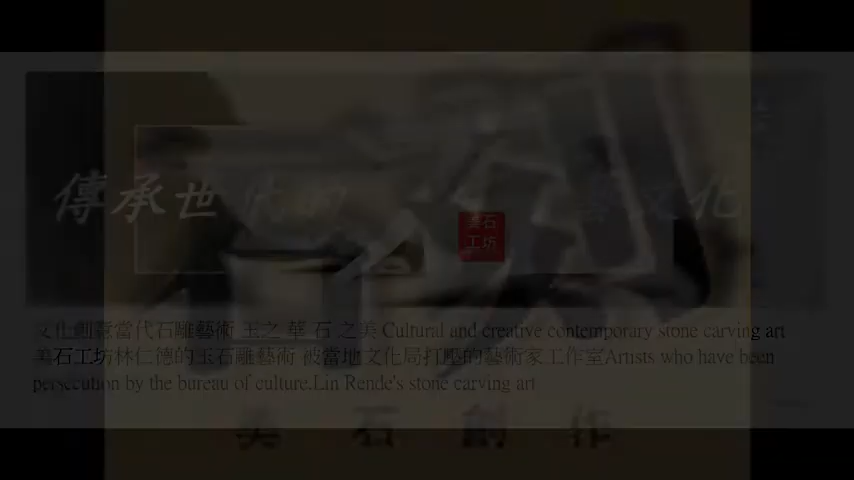 傳承世代的 藝文化
美石
工坊
文化創意當代石雕藝術 玉之 華 石 之美 Cultural and creative contemporary stone carving art
美石工坊林仁德的玉石雕藝術 被當地文化局打壓的藝術家工作室Artists who have been
persecution by the bureau of culture.Lin Rende's stone carving art
美 石 創 作